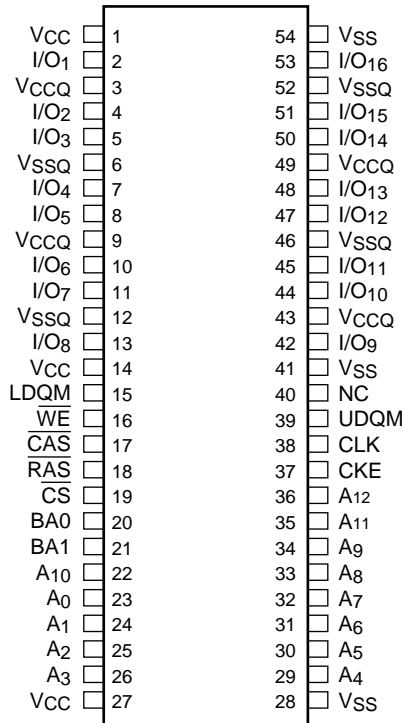 VCC 1 54 VSS
I/O1 2 53 I/O16
VCCQ 3 52 VSSQ
I/O2 4 51 I/O15
I/O3 5 50 I/O14
VSSQ 6 49 VCCQ
I/O4 7 48 I/O13
I/O5 8 47 I/O12
VCCQ 9 46 VSSQ
I/O6 10 45 I/O11
I/O7 11 44 I/O10
VSSQ 12 43 VCCQ
I/O8 13 42 I/O9
VCC 14 41 VSS
LDQM 15 40 NC
W̅E̅ 16 39 UDQM
C̅A̅S̅ 17 38 CLK
R̅A̅S̅ 18 37 CKE
C̅S̅ 19 36 A12
BA0 20 35 A11
BA1 21 34 A9
A10 22 33 A8
A0 23 32 A7
A1 24 31 A6
A2 25 30 A5
A3 26 29 A4
VCC 27 28 VSS